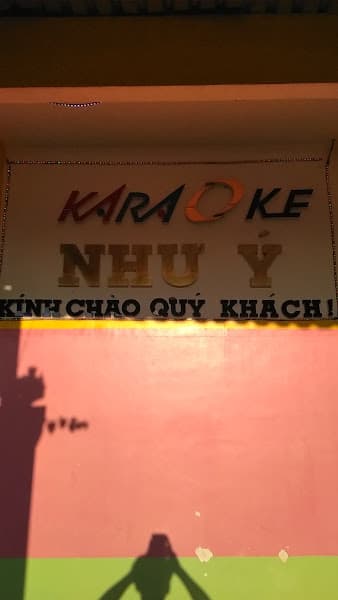 KARAOKE
NHƯ Ý
KÍNH CHÀO QUÝ KHÁCH!